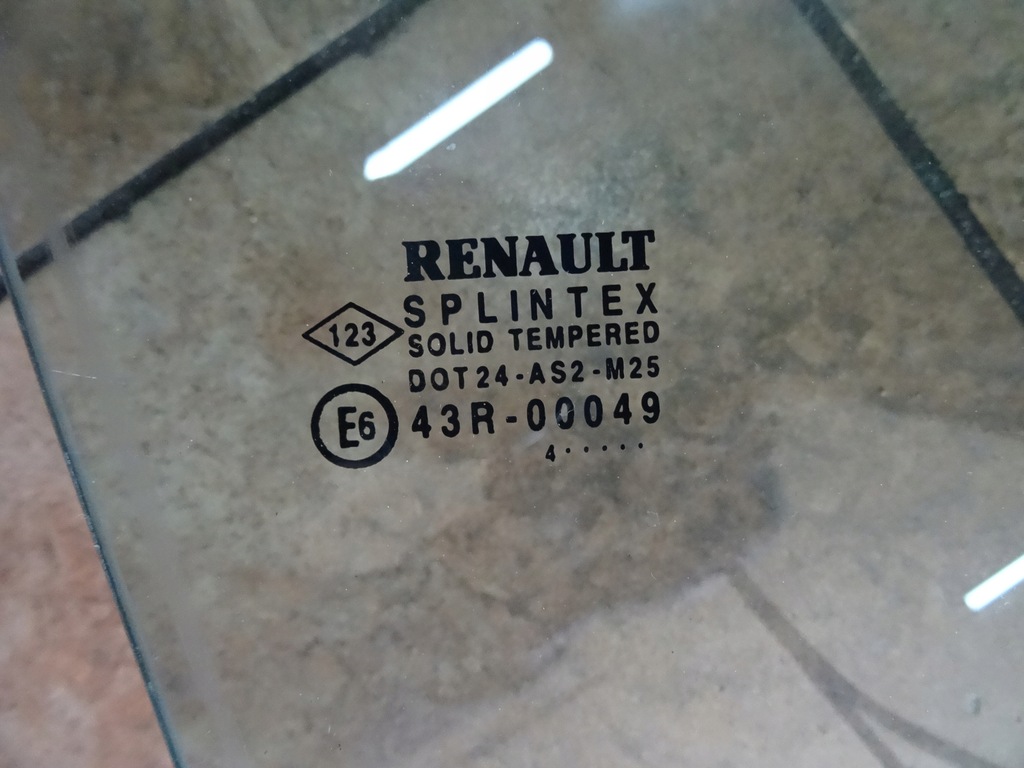 RENAULT
SPLINTEX
123
SOLID TEMPERED
DOT24-AS2-M25
E6
43R-00049
4·····